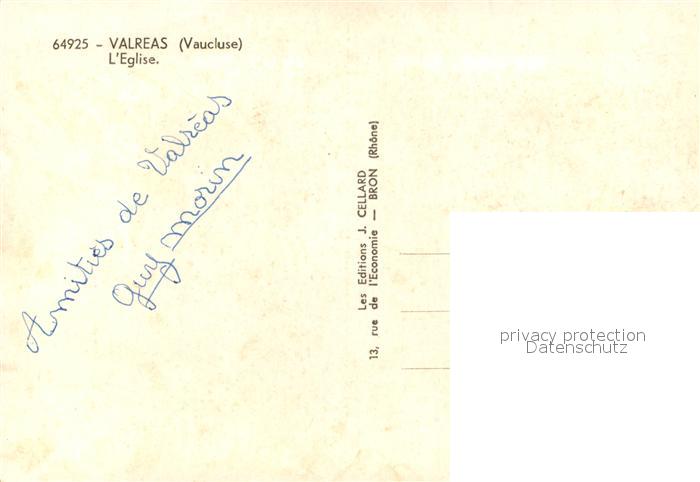 64925 - VALREAS (Vaucluse)
L'Eglise.
Amitiés de Valréas
Guy Morin
Les Editions J. CELLARD
13, rue de l'Economie — BRON (Rhône)
privacy protection
Datenschutz